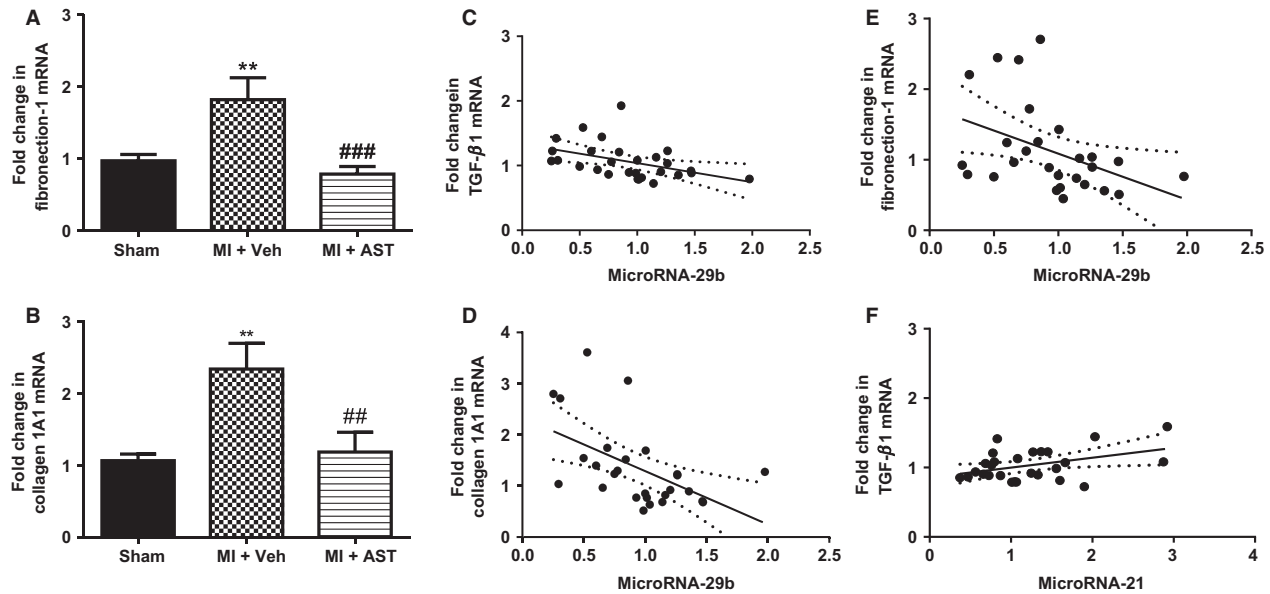 A
Fold change in
fibronection-1 mRNA
3
2
1
0
**
###
Sham
MI + Veh
MI + AST
B
Fold change in
collagen 1A1 mRNA
3
2
1
0
**
##
Sham
MI + Veh
MI + AST
C
Fold changein
TGF-β1 mRNA
3
2
1
0
0.0
0.5
1.0
1.5
2.0
2.5
MicroRNA-29b
D
Fold change in
collagen 1A1 mRNA
4
3
2
1
0
0.0
0.5
1.0
1.5
2.0
2.5
MicroRNA-29b
E
Fold change in
fibronection-1 mRNA
3
2
1
0
0.0
0.5
1.0
1.5
2.0
2.5
MicroRNA-29b
F
Fold change in
TGF-β1 mRNA
3
2
1
0
0
1
2
3
4
MicroRNA-21